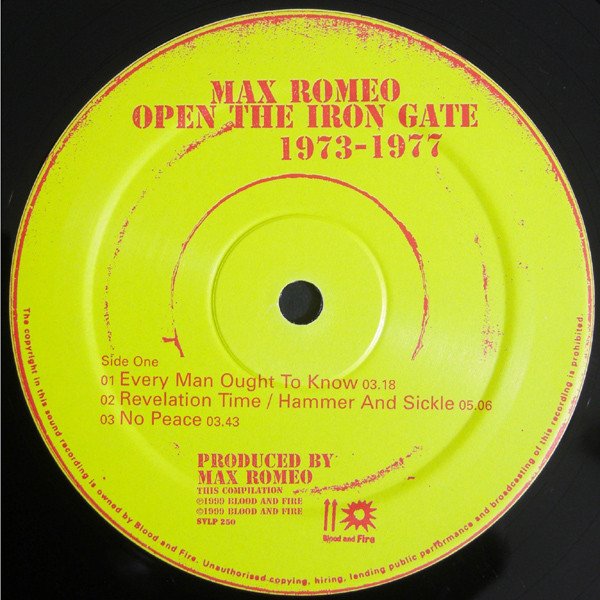 MAX ROMEO
OPEN THE IRON GATE
1973-1977
Side One
01 Every Man Ought To Know 03.18
02 Revelation Time / Hammer And Sickle 05.06
03 No Peace 03.43
PRODUCED BY
MAX ROMEO
THIS COMPILATION
℗1999 BLOOD AND FIRE
©1999 BLOOD AND FIRE
SVLP 250
Blood and Fire
The copyright in this sound recording is owned by Blood and Fire. Unauthorised copying, hiring, lending public performance and broadcasting of this recording is prohibited.